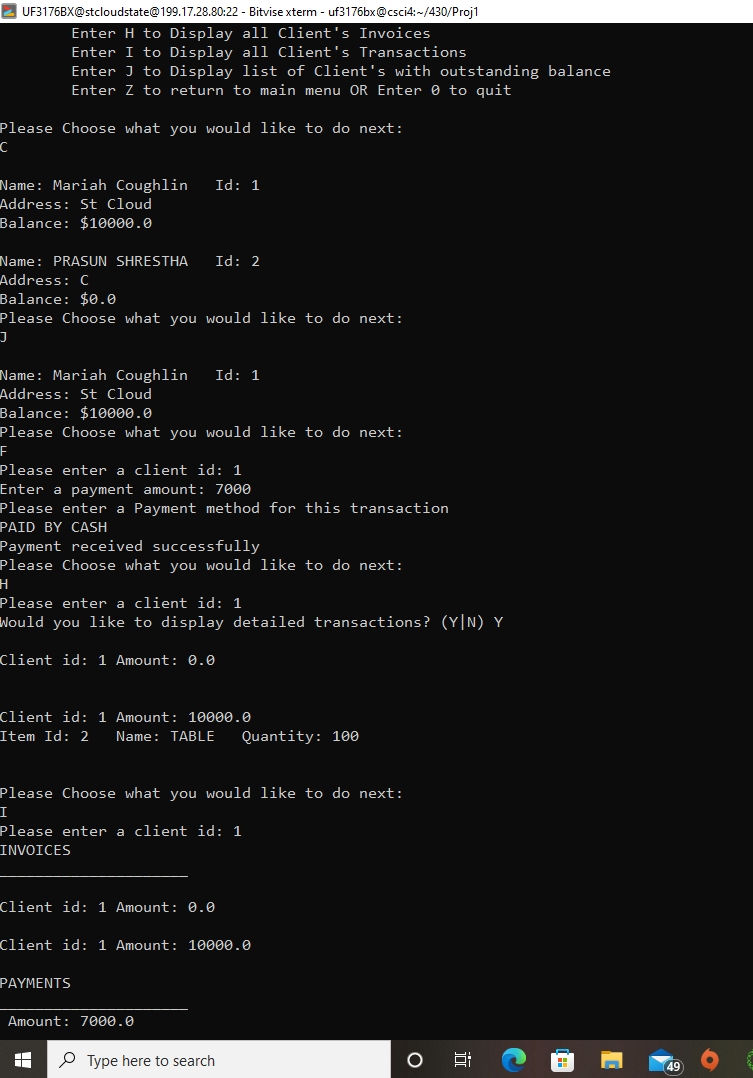 UF3176BX@stcloudstate@199.17.28.80:22 - Bitvise xterm - uf3176bx@csci4:~/430/Proj1
Enter H to Display all Client's Invoices
Enter I to Display all Client's Transactions
Enter J to Display list of Client's with outstanding balance
Enter Z to return to main menu OR Enter 0 to quit
Please Choose what you would like to do next:
C
Name: Mariah Coughlin   Id: 1
Address: St Cloud
Balance: $10000.0
Name: PRASUN SHRESTHA   Id: 2
Address: C
Balance: $0.0
Please Choose what you would like to do next:
J
Name: Mariah Coughlin   Id: 1
Address: St Cloud
Balance: $10000.0
Please Choose what you would like to do next:
F
Please enter a client id: 1
Enter a payment amount: 7000
Please enter a Payment method for this transaction
PAID BY CASH
Payment received successfully
Please Choose what you would like to do next:
H
Please enter a client id: 1
Would you like to display detailed transactions? (Y|N) Y
Client id: 1 Amount: 0.0
Client id: 1 Amount: 10000.0
Item Id: 2   Name: TABLE   Quantity: 100
Please Choose what you would like to do next:
I
Please enter a client id: 1
INVOICES
_____________________
Client id: 1 Amount: 0.0
Client id: 1 Amount: 10000.0
PAYMENTS
_____________________
Amount: 7000.0
Type here to search
49